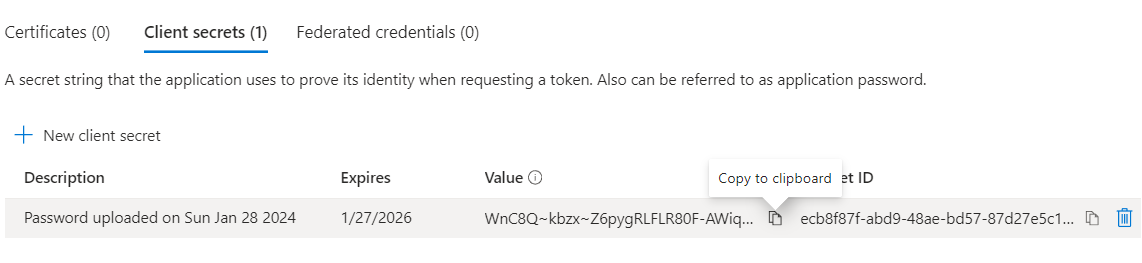 Certificates (0) Client secrets (1) Federated credentials (0)
A secret string that the application uses to prove its identity when requesting a token. Also can be referred to as application password.
New client secret
Description Expires Value Copy to clipboard et ID
Password uploaded on Sun Jan 28 2024 1/27/2026 WnC8Q~kbzx~Z6pygRLFLR80F-AWiq... ecb8f87f-abd9-48ae-bd57-87d27e5c1...